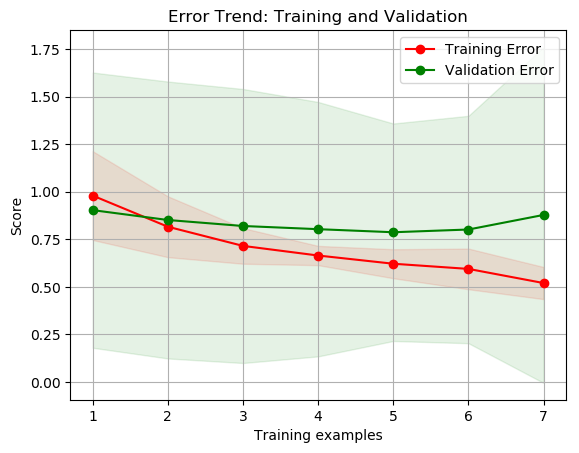 Error Trend: Training and Validation
Training Error
Validation Error
1.75
1.50
1.25
1.00
0.75
0.50
0.25
0.00
Score
1 2 3 4 5 6 7
Training examples